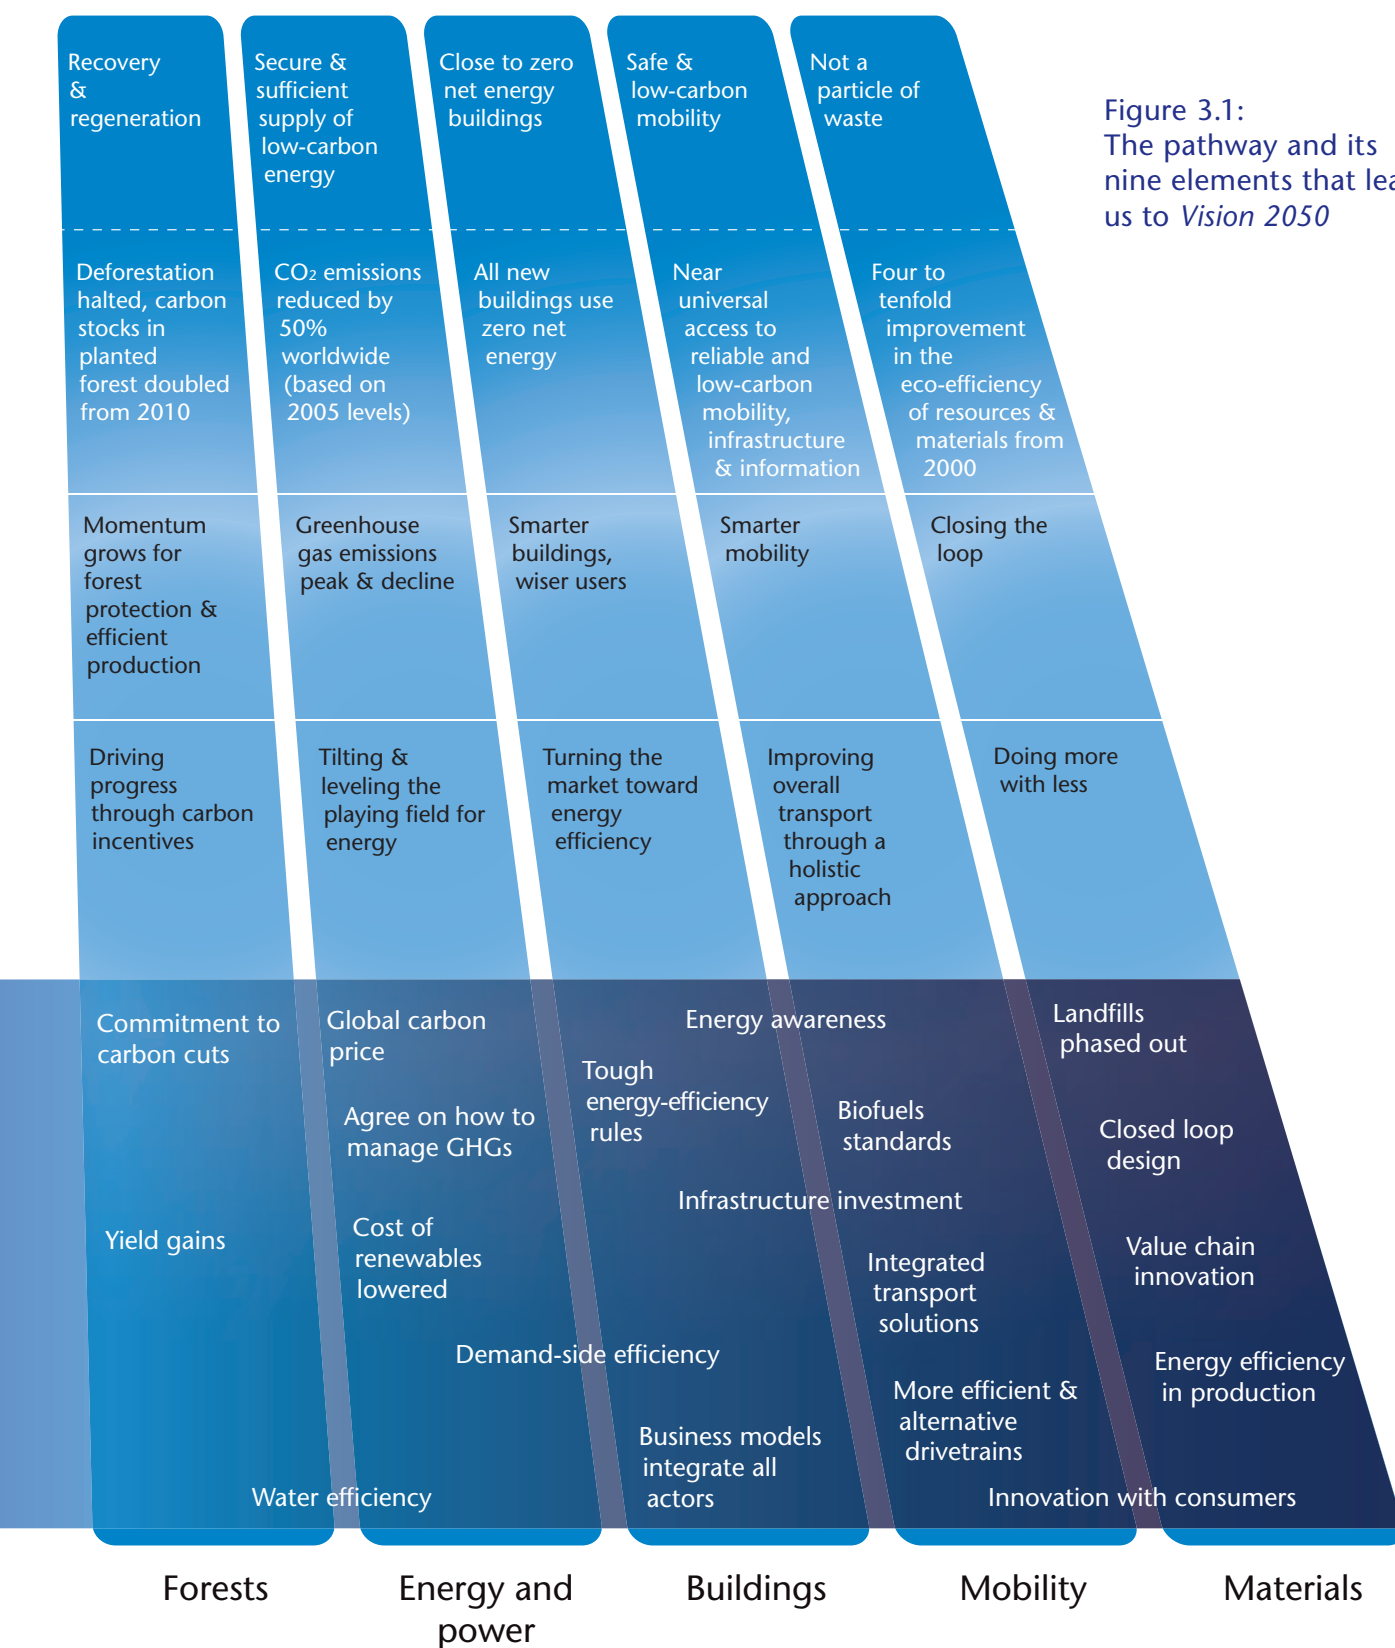 Recovery
&
regeneration
Secure &
sufficient
supply of
low-carbon
energy
Close to zero
net energy
buildings
Safe &
low-carbon
mobility
Not a
particle of
waste
Figure 3.1:
The pathway and its
nine elements that lea
us to Vision 2050
Deforestation
halted, carbon
stocks in
planted
forest doubled
from 2010
CO2 emissions
reduced by
50%
worldwide
(based on
2005 levels)
All new
buildings use
zero net
energy
Near
universal
access to
reliable and
low-carbon
mobility,
infrastructure
& information
Four to
tenfold
improvement
in the
eco-efficiency
of resources &
materials from
2000
Momentum
grows for
forest
protection &
efficient
production
Greenhouse
gas emissions
peak & decline
Smarter
buildings,
wiser users
Smarter
mobility
Closing the
loop
Driving
progress
through carbon
incentives
Tilting &
leveling the
playing field for
energy
Turning the
market toward
energy
efficiency
Improving
overall
transport
through a
holistic
approach
Doing more
with less
Commitment to
carbon cuts
Global carbon
price
Energy awareness
Landfills
phased out
Tough
energy-efficiency
rules
Agree on how to
manage GHGs
Biofuels
standards
Closed loop
design
Infrastructure investment
Yield gains
Cost of
renewables
lowered
Integrated
transport
solutions
Value chain
innovation
Demand-side efficiency
Energy efficiency
in production
More efficient &
alternative
drivetrains
Business models
integrate all
actors
Water efficiency
Innovation with consumers
Forests
Energy and
power
Buildings
Mobility
Materials